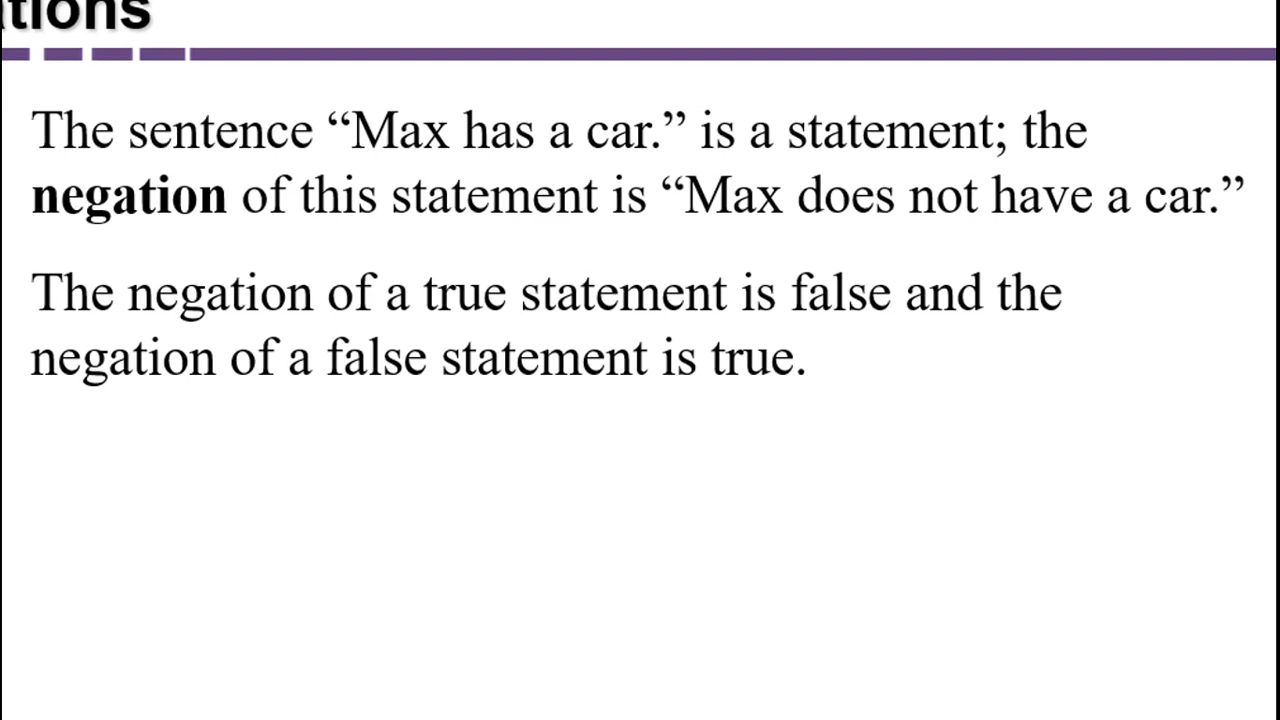 The sentence “Max has a car.” is a statement; the
negation of this statement is “Max does not have a car.”
The negation of a true statement is false and the
negation of a false statement is true.